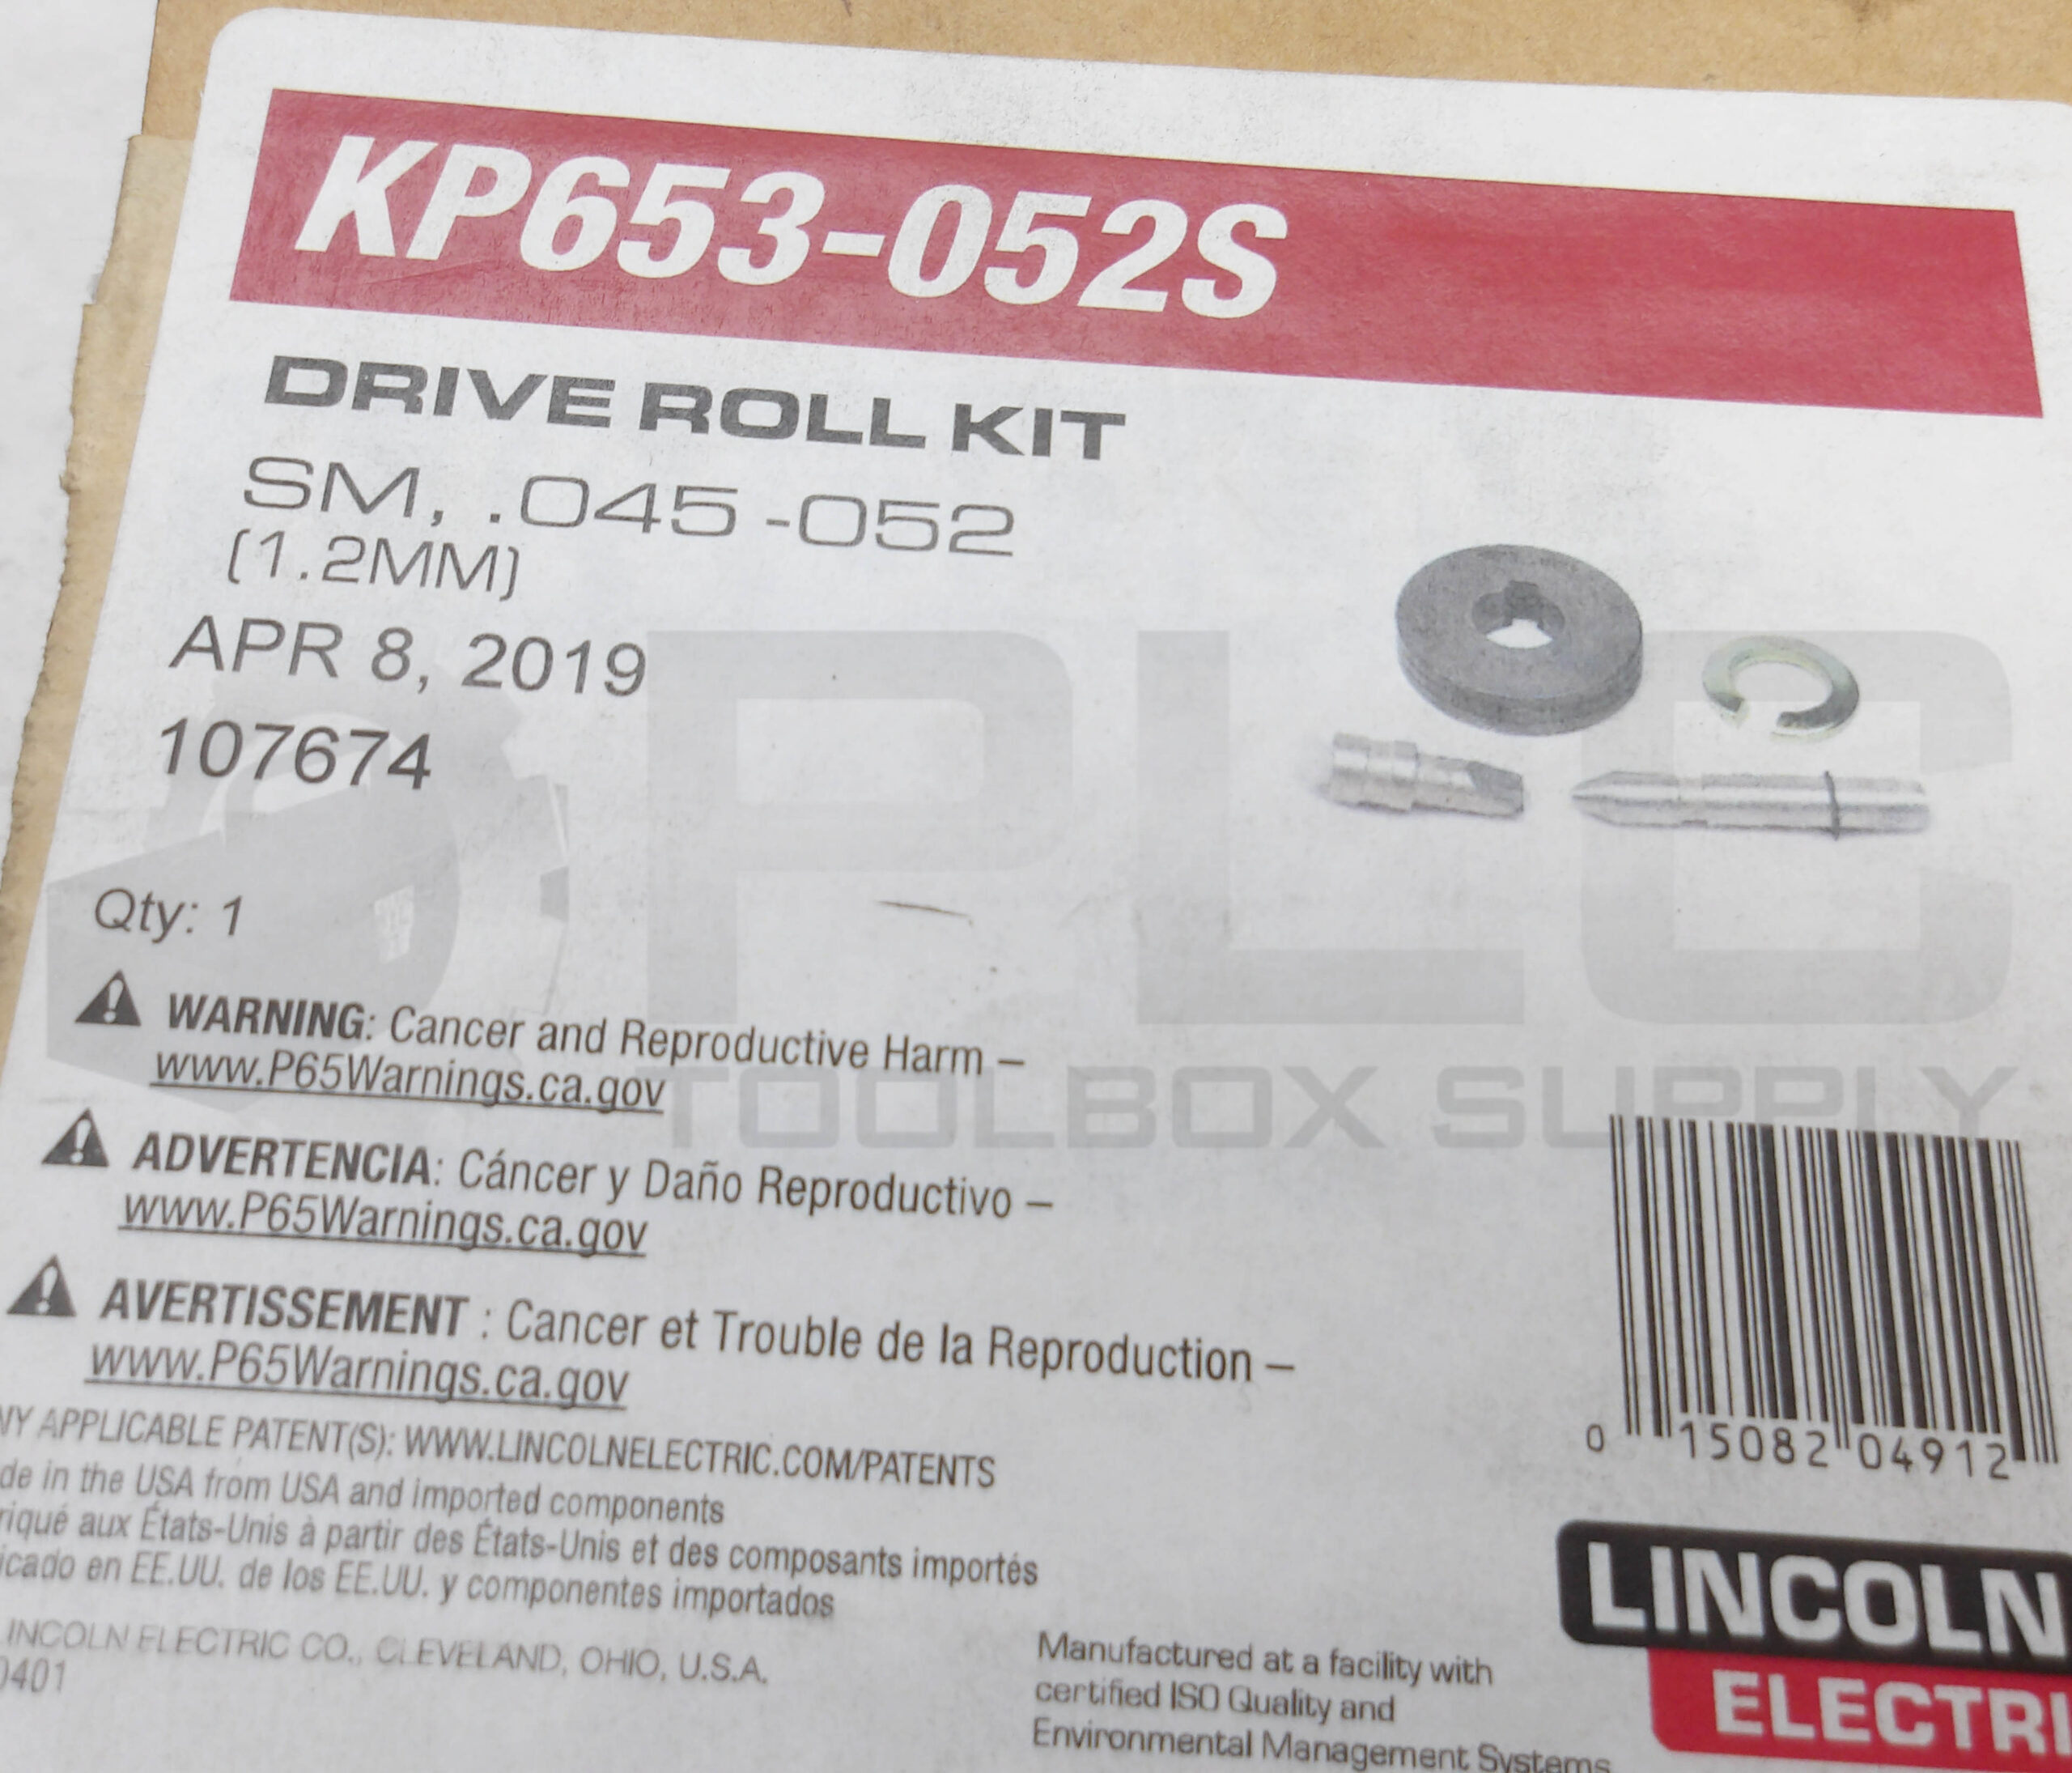 KP653-052S
DRIVE ROLL KIT
SM, .045 -052
(1.2MM)
APR 8, 2019
107674
Qty: 1
WARNING: Cancer and Reproductive Harm –
www.P65Warnings.ca.gov
ADVERTENCIA: Cáncer y Daño Reproductivo –
www.P65Warnings.ca.gov
AVERTISSEMENT : Cancer et Trouble de la Reproduction –
www.P65Warnings.ca.gov
NY APPLICABLE PATENT(S): WWW.LINCOLNELECTRIC.COM/PATENTS
de in the USA from USA and imported components
riqué aux États-Unis à partir des États-Unis et des composants importés
icado en EE.UU. de los EE.UU. y componentes importados
INCOLN ELECTRIC CO., CLEVELAND, OHIO, U.S.A.
0401
Manufactured at a facility with
certified ISO Quality and
Environmental Management Systems
0 15082 04912
LINCOLN
ELECTRI
PLC
TOOLBOX SUPPLY